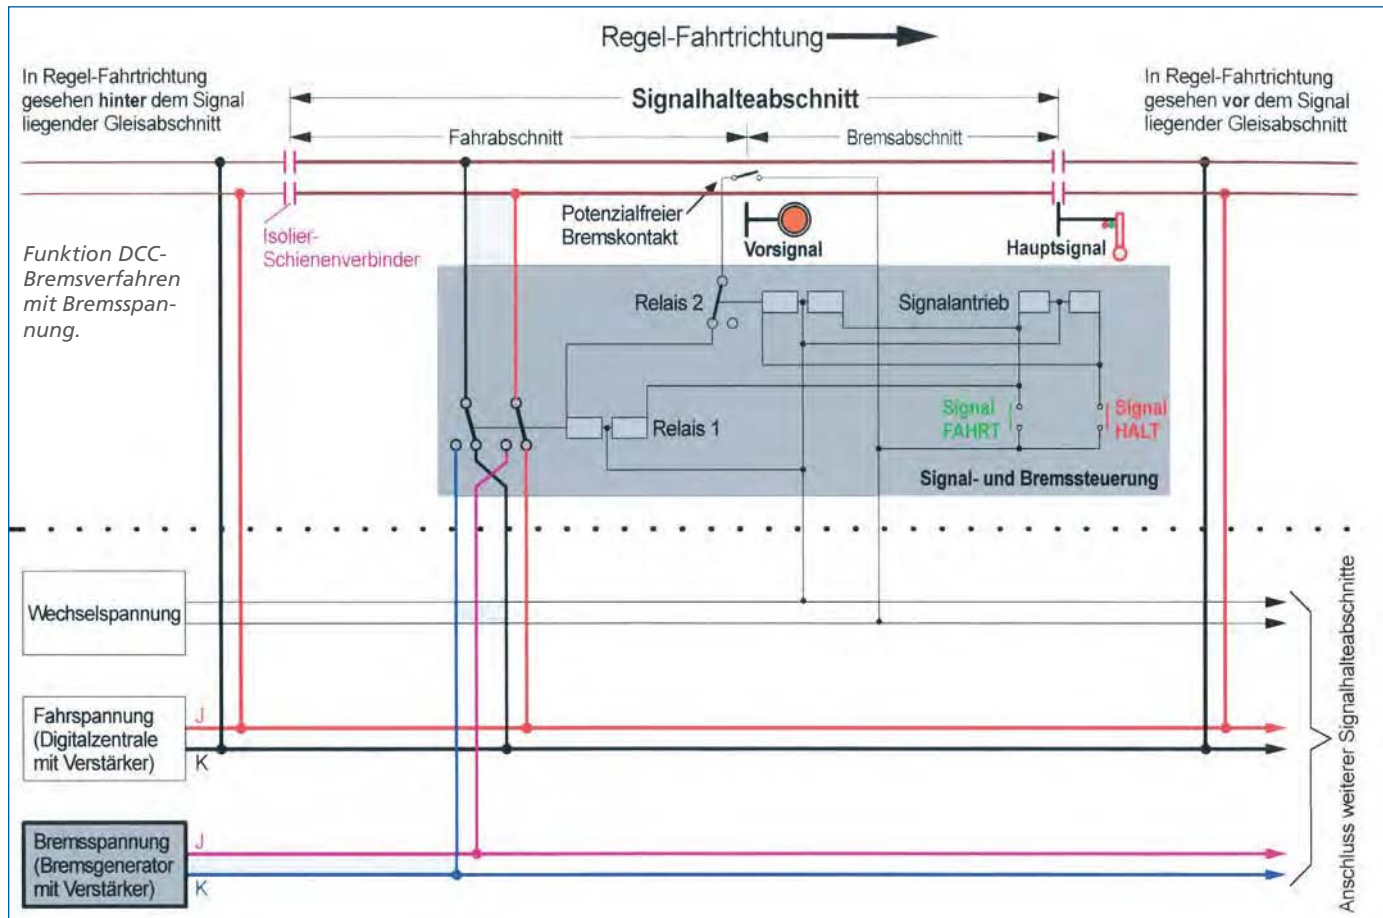 Regel-Fahrtrichtung
In Regel-Fahrtrichtung
gesehen hinter dem Signal
liegender Gleisabschnitt
Signalhalteabschnitt
In Regel-Fahrtrichtung
gesehen vor dem Signal
liegender Gleisabschnitt
Fahrabschnitt
Bremsabschnitt
Isolier-
Schienenverbinder
Potenzialfreier
Bremskontakt
Vorsignal
Hauptsignal
Funktion DCC-
Bremsverfahren
mit Bremsspan-
nung.
Relais 2
Signalantrieb
Relais 1
Signal
FAHRT
Signal
HALT
Signal- und Bremssteuerung
Wechselspannung
Fahrspannung
(Digitalzentrale
mit Verstärker)
J
K
Bremsspannung
(Bremsgenerator
mit Verstärker)
J
K
Anschluss weiterer Signalhalteabschnitte